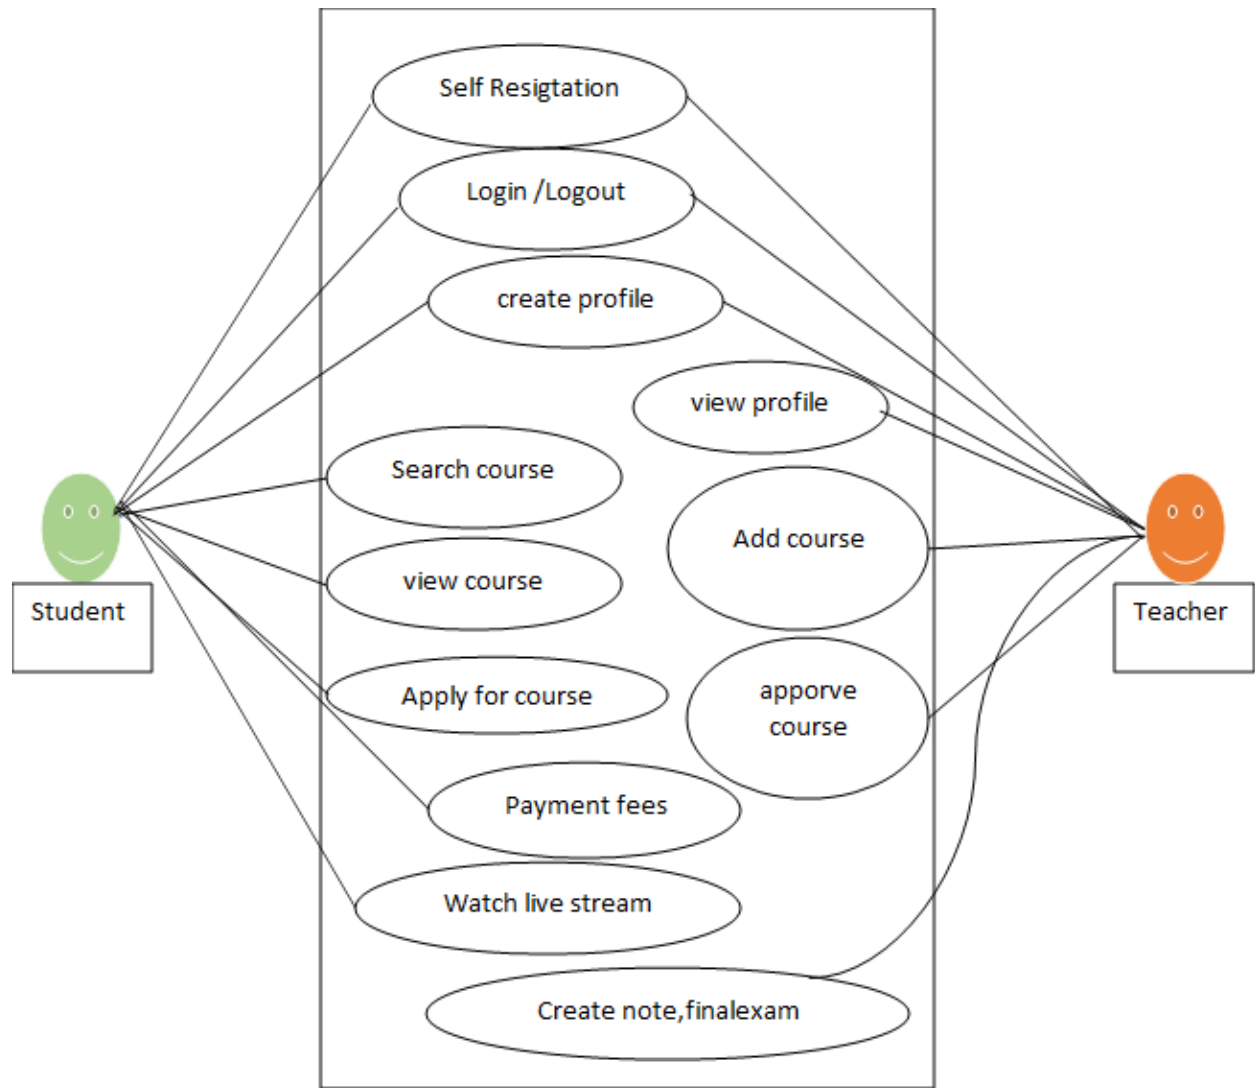 Self Resigtation
Login /Logout
create profile
view profile
Search course
Add course
view course
Student
Teacher
Apply for course
apporve
course
Payment fees
Watch live stream
Create note,finalexam